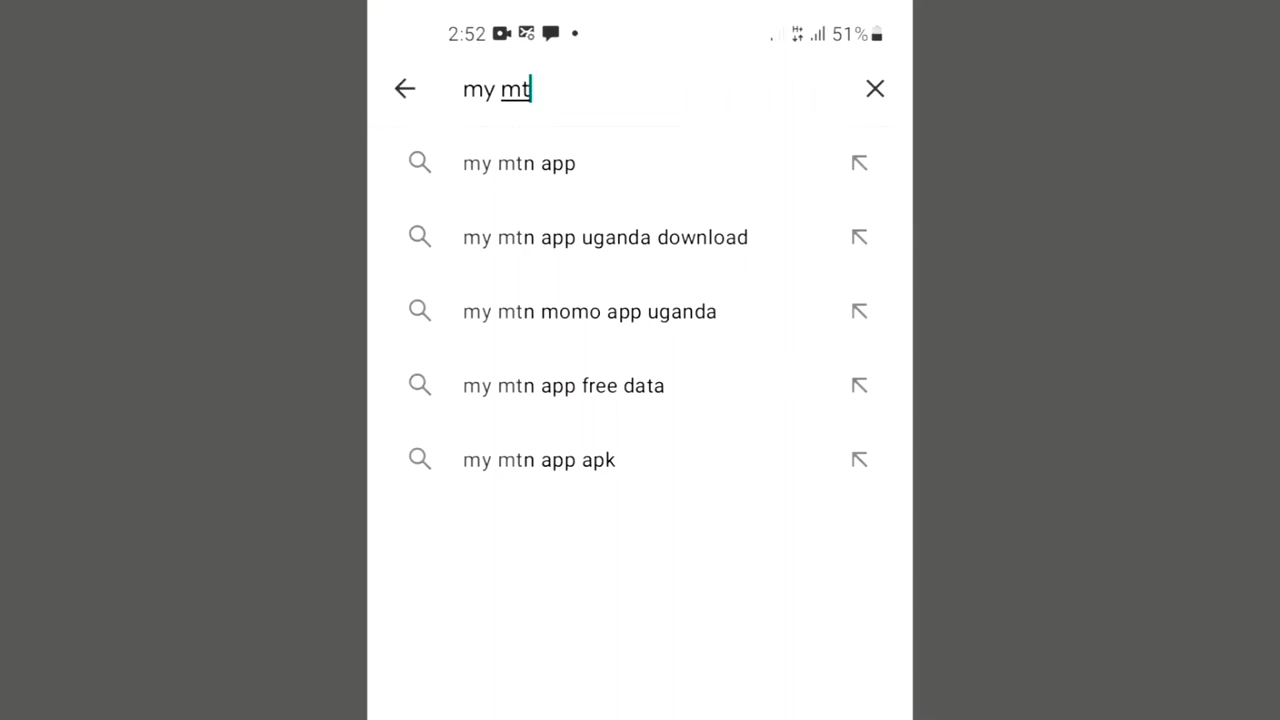 2:52 51%
my mt
my mtn app
my mtn app uganda download
my mtn momo app uganda
my mtn app free data
my mtn app apk